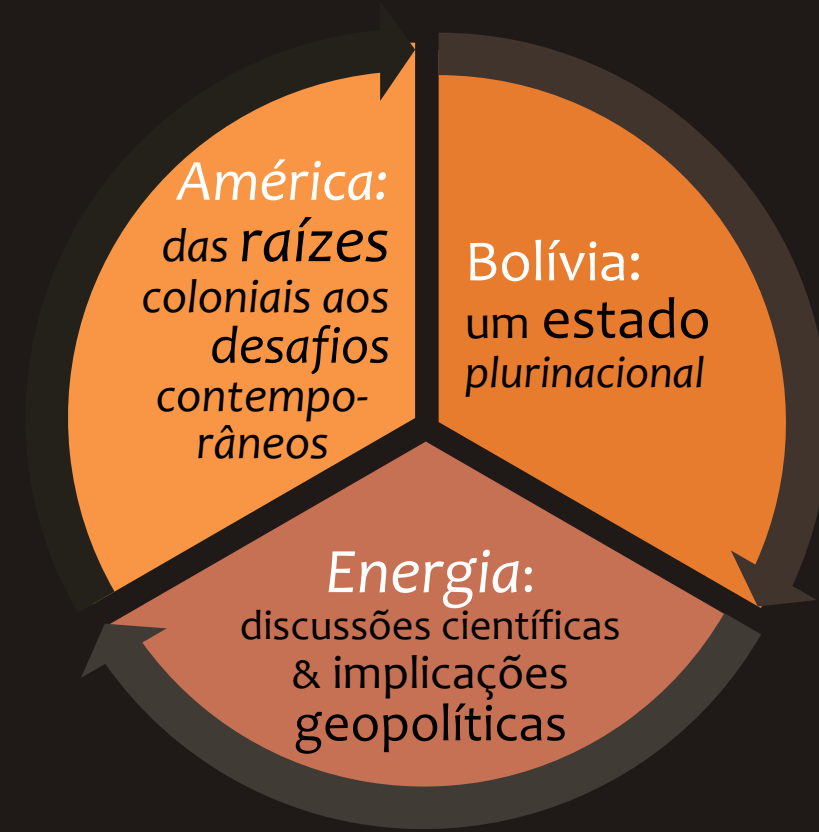 América:
das raízes
coloniais aos
desafios
contempo-
râneos
Bolívia:
um estado
plurinacional
Energia:
discussões científicas
& implicações
geopolíticas